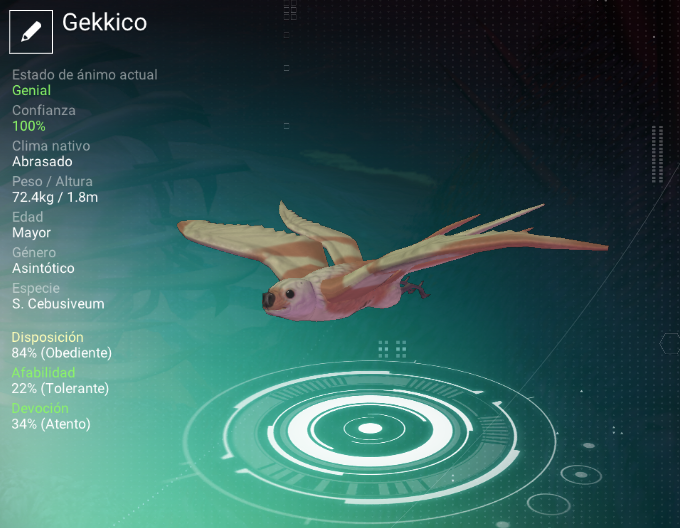 Gekkico
Estado de ánimo actual
Genial
Confianza
100%
Clima nativo
Abrasado
Peso / Altura
72.4kg / 1.8m
Edad
Mayor
Género
Asintótico
Especie
S. Cebusiveum
Disposición
84% (Obediente)
Afabilidad
22% (Tolerante)
Devoción
34% (Atento)